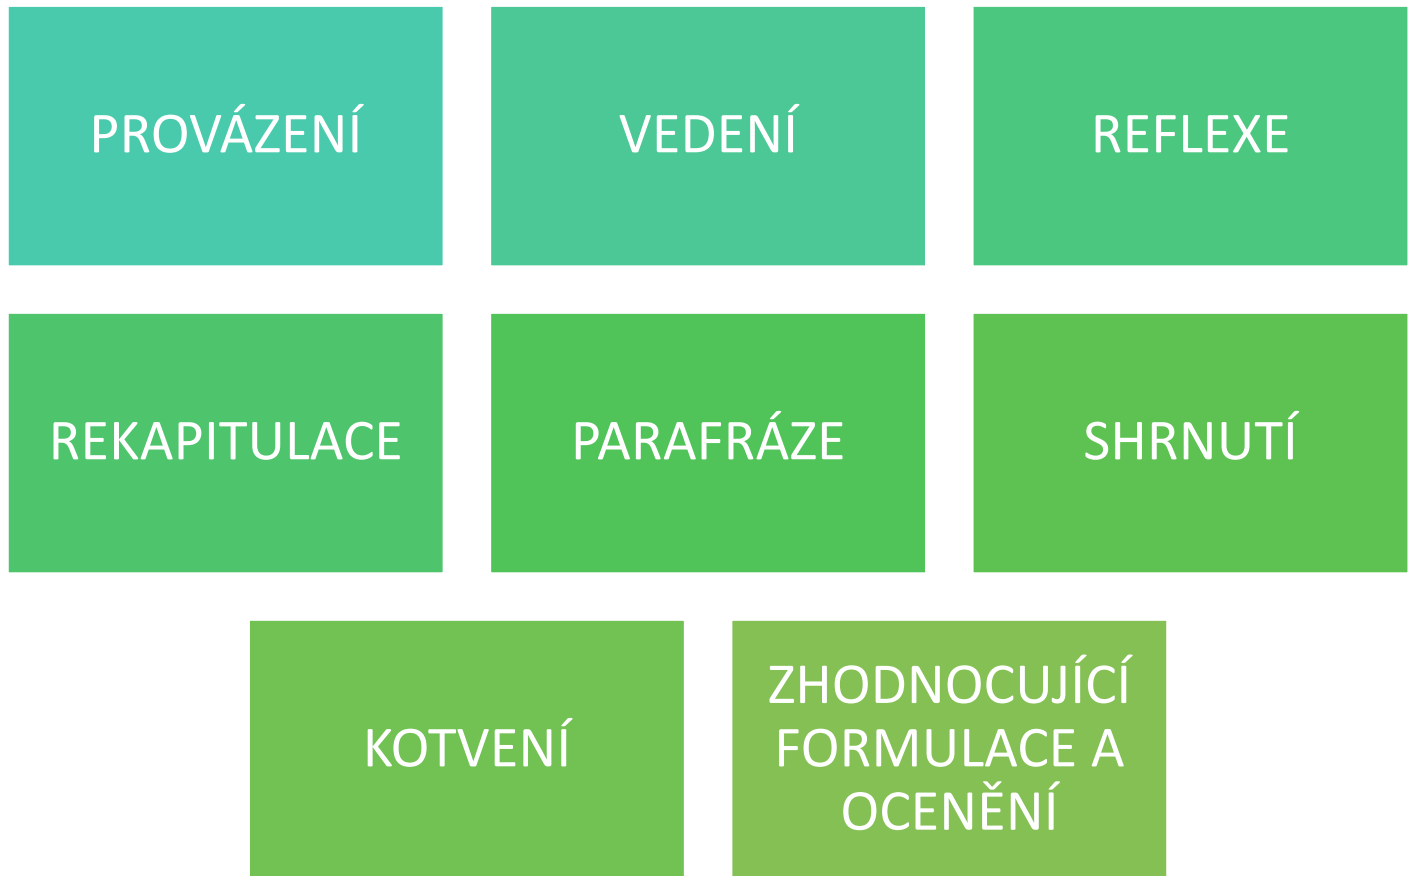 PROVÁZENÍ
VEDENÍ
REFLEXE
REKAPITULACE
PARAFRÁZE
SHRNUTÍ
KOTVENÍ
ZHODNOCUJÍCÍ
FORMULACE A
OCENĚNÍ